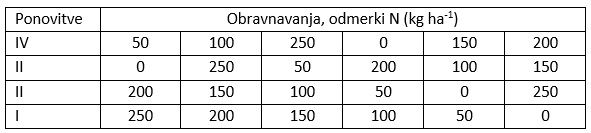 Ponovitve Obravnavanja, odmerki N (kg ha⁻¹)
IV 50 100 250 0 150 200
II 0 250 50 200 100 150
II 200 150 100 50 0 250
I 250 200 150 100 50 0